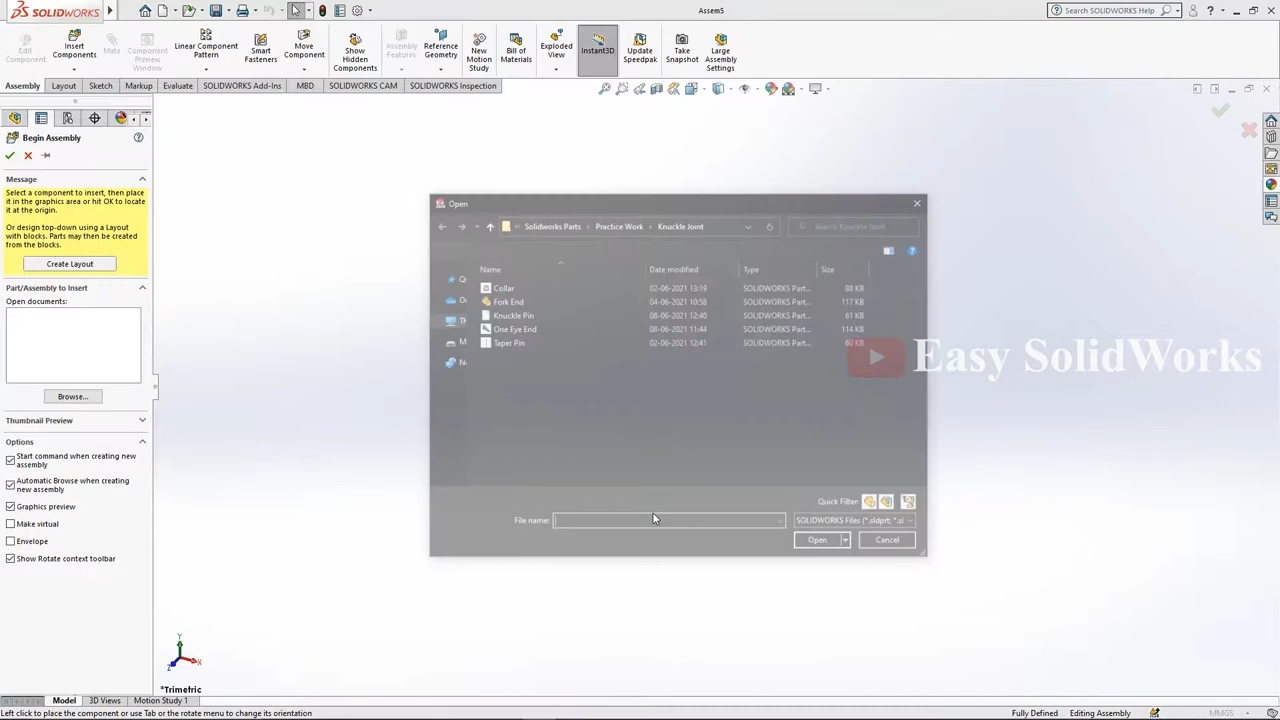 SOLIDWORKS
Assem5
Search SOLIDWORKS Help
Edit Component
Insert Components
Mate
Component Preview Window
Linear Component Pattern
Smart Fasteners
Move Component
Show Hidden Components
Assembly Features
Reference Geometry
New Motion Study
Bill of Materials
Exploded View
Instant3D
Update Speedpak
Take Snapshot
Large Assembly Settings
Assembly Layout Sketch Markup Evaluate SOLIDWORKS Add-Ins MBD SOLIDWORKS CAM SOLIDWORKS Inspection
Begin Assembly
Message
Select a component to insert, then place
it in the graphics area or hit OK to locate
it at the origin.
Or design top-down using a Layout
with blocks. Parts may then be created
from the blocks.
Create Layout
Part/Assembly to Insert
Open documents:
Browse...
Thumbnail Preview
Options
Start command when creating new
assembly
Automatic Browse when creating
new assembly
Graphics preview
Make virtual
Envelope
Show Rotate context toolbar
Open
Solidworks Parts › Practice Work › Knuckle Joint
Search Knuckle Joint
Name Date modified Type Size
Collar 02-06-2021 13:19 SOLIDWORKS Part... 88 KB
Fork End 04-06-2021 10:58 SOLIDWORKS Part... 117 KB
Knuckle Pin 08-06-2021 12:40 SOLIDWORKS Part... 61 KB
One Eye End 08-06-2021 11:44 SOLIDWORKS Part... 114 KB
Taper Pin 02-06-2021 12:41 SOLIDWORKS Part... 60 KB
Easy SolidWorks
Quick Filter:
File name:
SOLIDWORKS Files (*.sldprt; *.sl
Open
Cancel
Y
X
Z
*Trimetric
Model 3D Views Motion Study 1
Left click to place the component or use Tab or the rotate menu to change its orientation
Fully Defined Editing Assembly MMGS